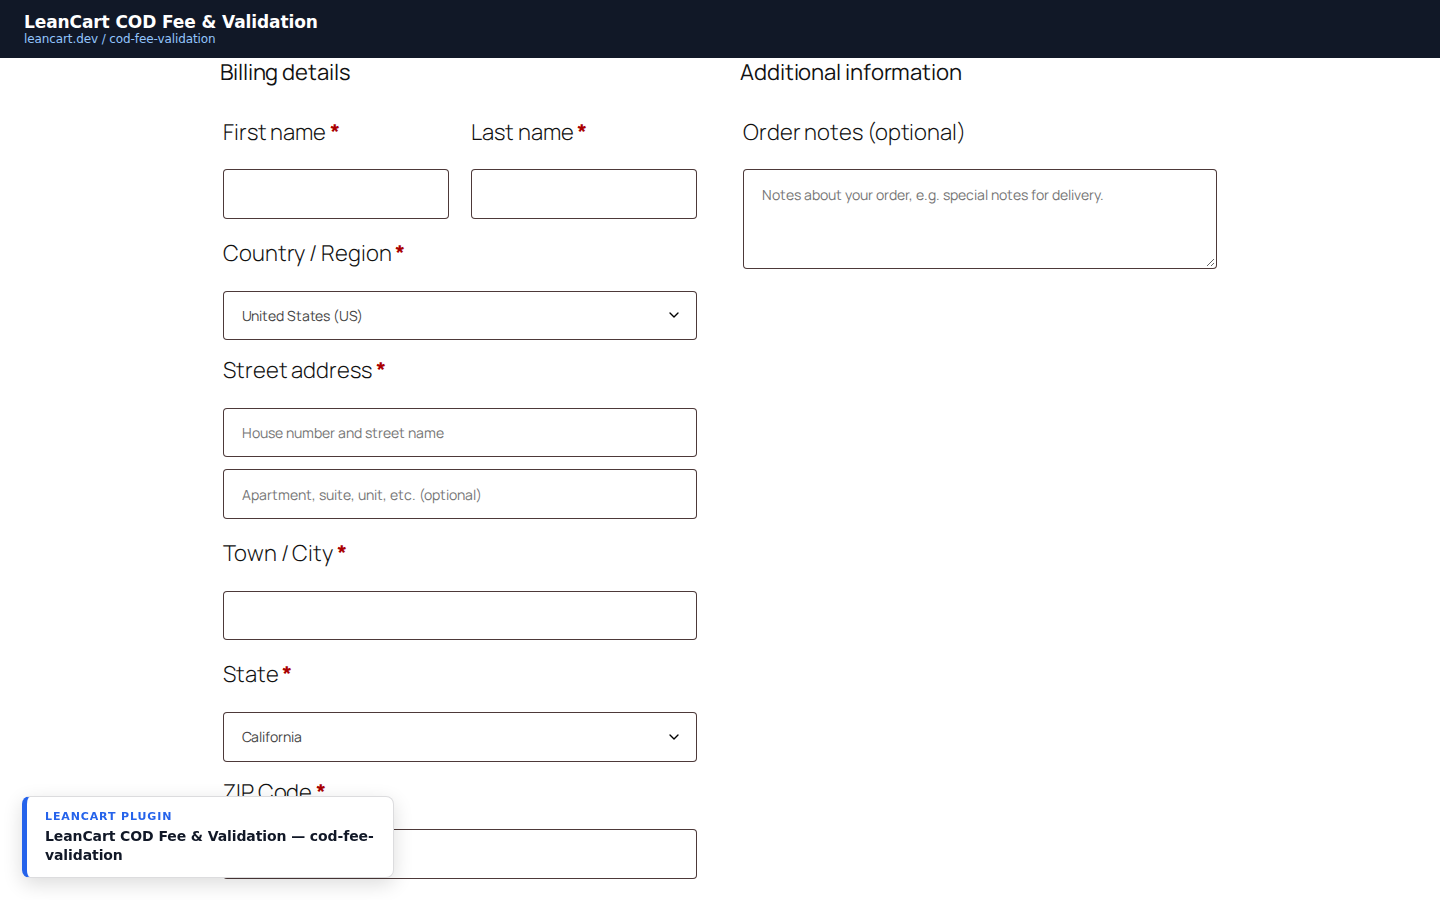 LeanCart COD Fee & Validation
leancart.dev / cod-fee-validation
Billing details
Additional information
First name *
Last name *
Order notes (optional)
Notes about your order, e.g. special notes for delivery.
Country / Region *
United States (US)
Street address *
House number and street name
Apartment, suite, unit, etc. (optional)
Town / City *
State *
California
ZIP Code *
LEANCART PLUGIN
LeanCart COD Fee & Validation — cod-fee-
validation